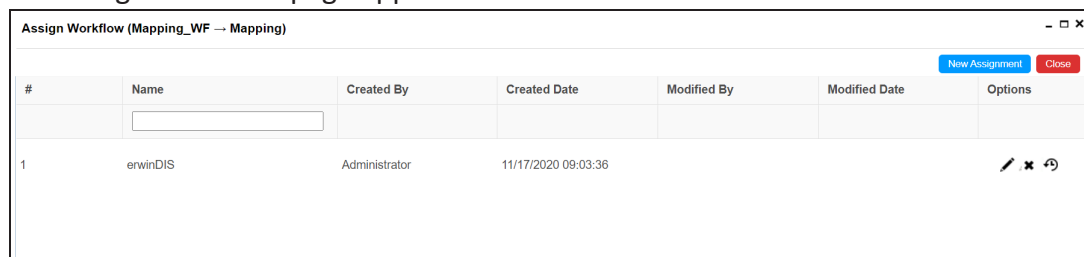 Assign Workflow (Mapping_WF → Mapping)
New Assignment Close
# Name Created By Created Date Modified By Modified Date Options
1 erwinDIS Administrator 11/17/2020 09:03:36